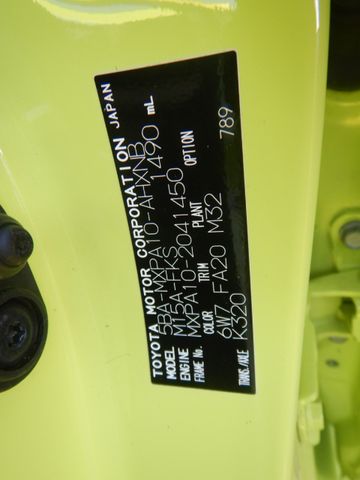 TOYOTA MOTOR CORPORATION JAPAN
MODEL 5BA-MXPA10-AHXNB
ENGINE M15A-FKS 1490 mL
FRAME No. MXPA10-2041450
COLOR TRIM PLANT OPTION
6W7 FA20 M32 789
TRANS./AXLE
K320